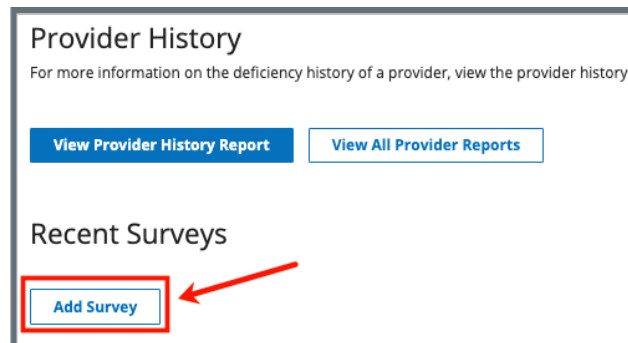 Provider History
For more information on the deficiency history of a provider, view the provider history
View Provider History Report
View All Provider Reports
Recent Surveys
Add Survey